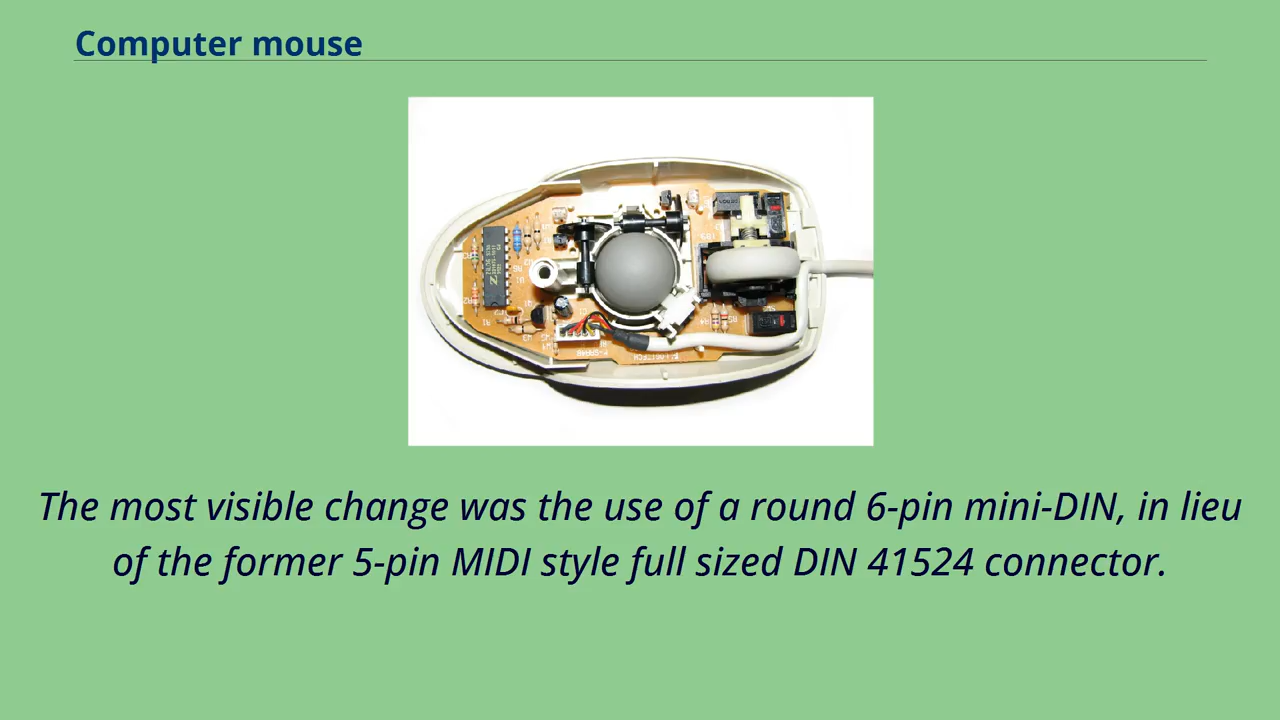 Computer mouse
The most visible change was the use of a round 6-pin mini-DIN, in lieu
of the former 5-pin MIDI style full sized DIN 41524 connector.